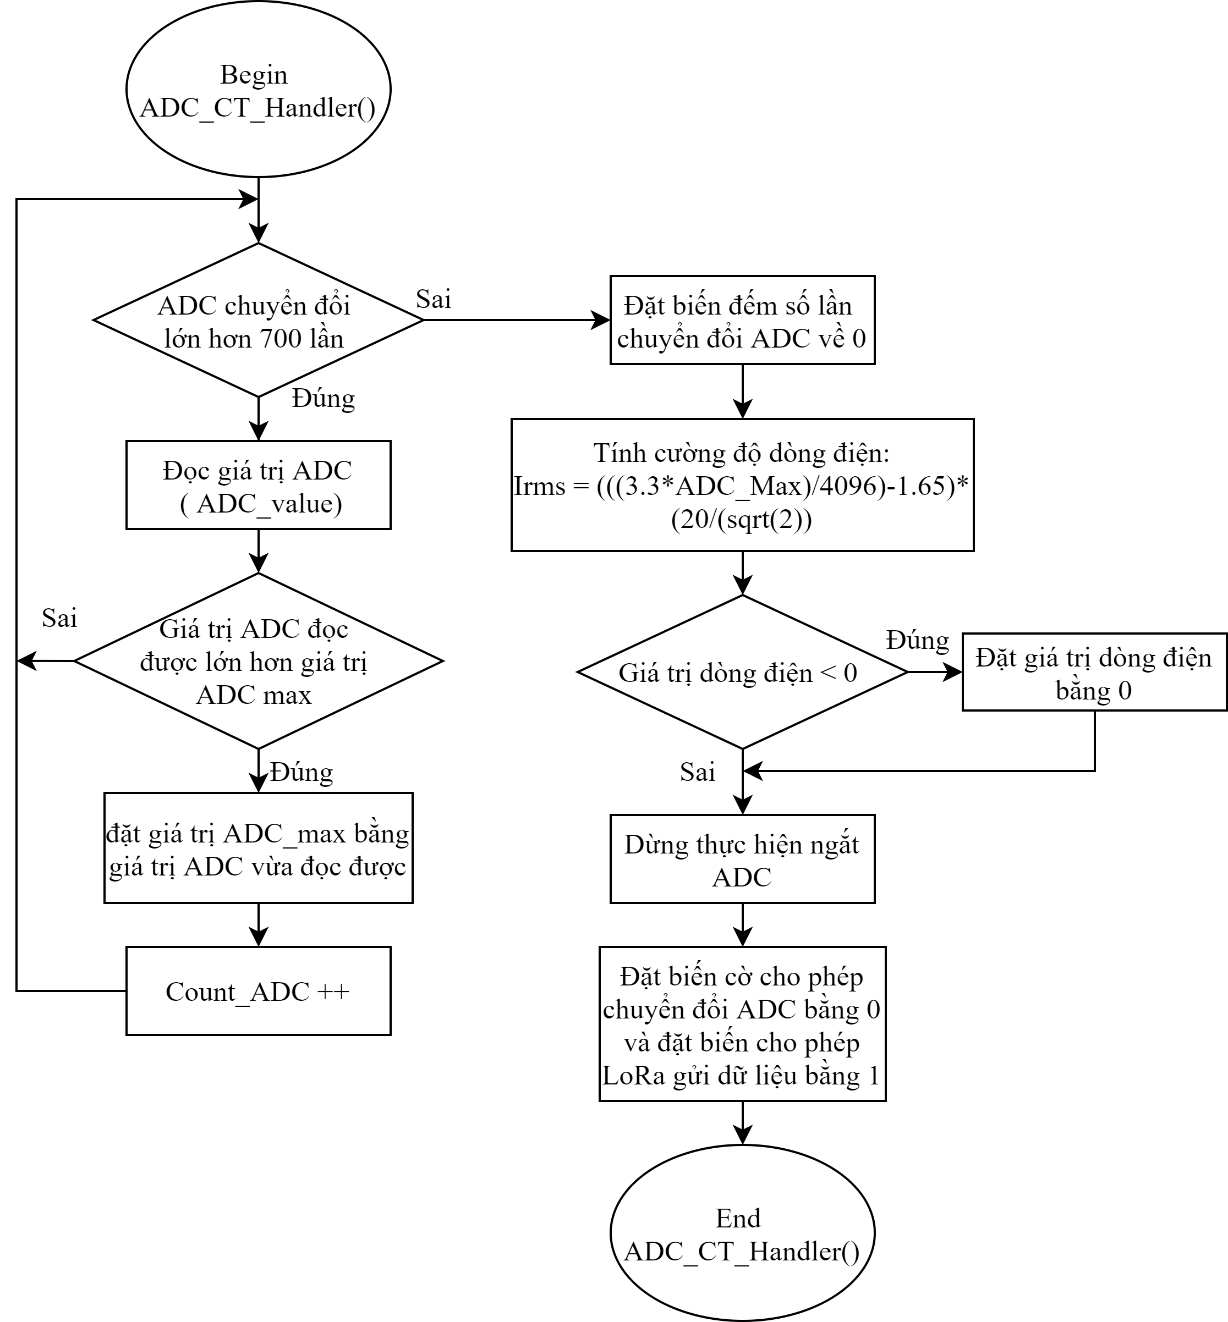 Begin
ADC_CT_Handler()
ADC chuyển đổi
lớn hơn 700 lần
Sai
Đúng
Đọc giá trị ADC
( ADC_value)
Giá trị ADC đọc
được lớn hơn giá trị
ADC max
Sai
Đúng
đặt giá trị ADC_max bằng
giá trị ADC vừa đọc được
Count_ADC ++
Đặt biến đếm số lần
chuyển đổi ADC về 0
Tính cường độ dòng điện:
Irms = (((3.3*ADC_Max)/4096)-1.65)*
(20/(sqrt(2))
Giá trị dòng điện < 0
Đúng
Đặt giá trị dòng điện
bằng 0
Sai
Dừng thực hiện ngắt
ADC
Đặt biến cờ cho phép
chuyển đổi ADC bằng 0
và đặt biến cho phép
LoRa gửi dữ liệu bằng 1
End
ADC_CT_Handler()